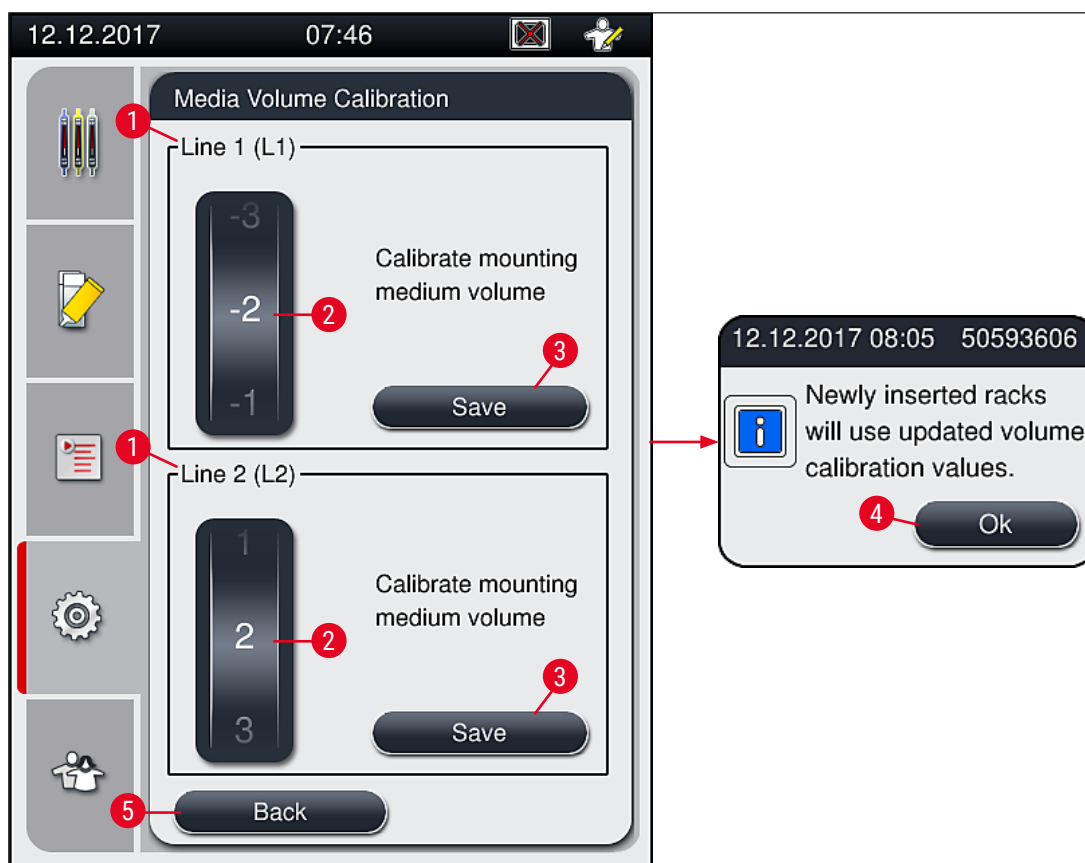 12.12.2017 07:46
Media Volume Calibration
1
Line 1 (L1)
-3
-2
-1
2
Calibrate mounting
medium volume
3
Save
1
Line 2 (L2)
1
2
3
2
Calibrate mounting
medium volume
3
Save
5
Back
12.12.2017 08:05 50593606
i
Newly inserted racks
will use updated volume
calibration values.
4
Ok